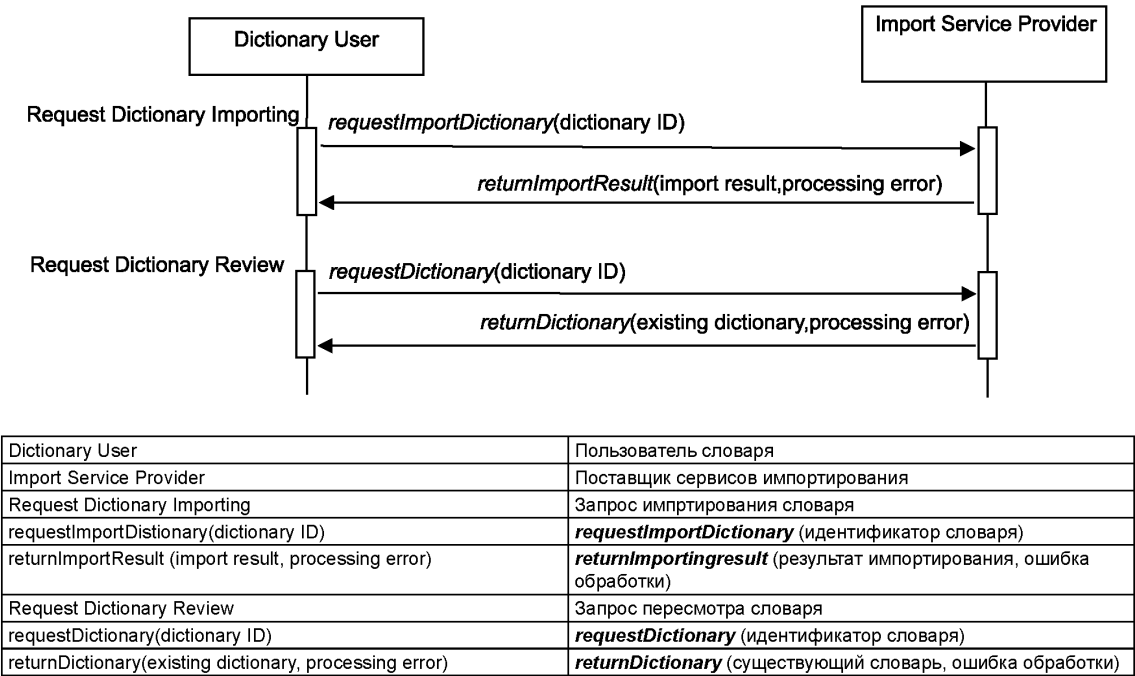 Dictionary User
Import Service Provider
Request Dictionary Importing
requestImportDictionary(dictionary ID)
returnImportResult(import result,processing error)
Request Dictionary Review
requestDictionary(dictionary ID)
returnDictionary(existing dictionary,processing error)
Dictionary User
Пользователь словаря
Import Service Provider
Поставщик сервисов импортирования
Request Dictionary Importing
Запрос импртирования словаря
requestImportDistionary(dictionary ID)
requestImportDictionary (идентификатор словаря)
returnImportResult (import result, processing error)
returnImportingresult (результат импортирования, ошибка
обработки)
Request Dictionary Review
Запрос пересмотра словаря
requestDictionary(dictionary ID)
requestDictionary (идентификатор словаря)
returnDictionary(existing dictionary, processing error)
returnDictionary (существующий словарь, ошибка обработки)